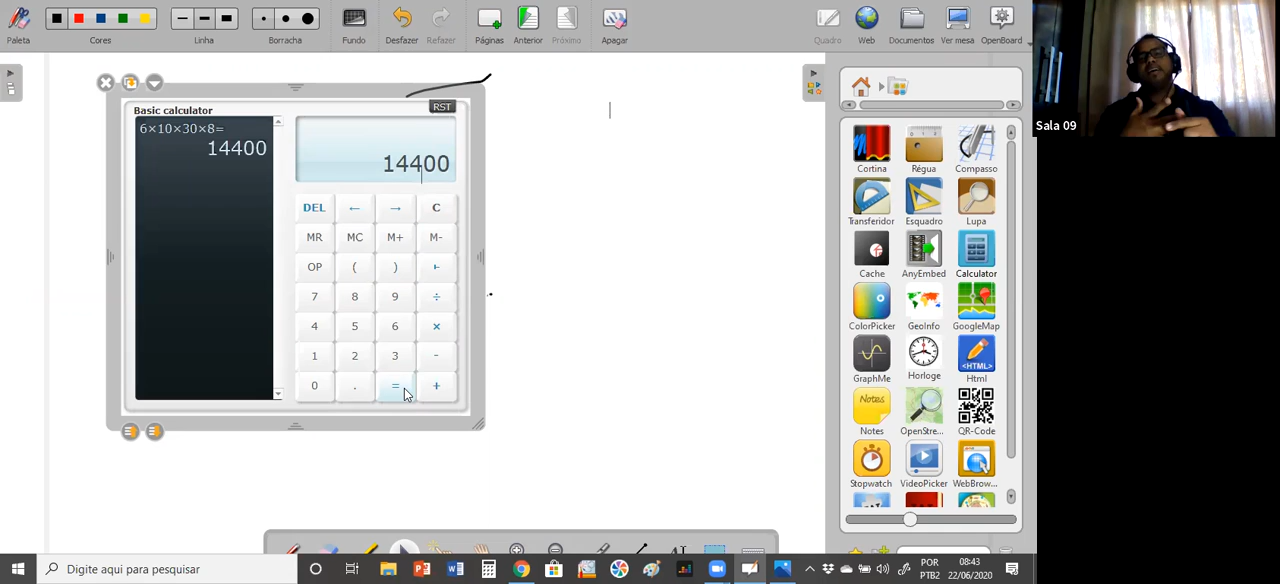 Paleta
Cores
Linha
Borracha
Fundo
Desfazer
Refazer
Páginas
Anterior
Próximo
Apagar
Quadro
Web
Documentos
Ver mesa
OpenBoard
Basic calculator
RST
6×10×30×8=
14400
14400
DEL ← → C
MR MC M+ M-
OP ( )
7 8 9 ÷
4 5 6 ×
1 2 3 -
0 . = +
Cortina Régua Compasso
Transferidor Esquadro Lupa
Cache AnyEmbed Calculator
ColorPicker GeoInfo GoogleMap
GraphMe Horloge Html
<HTML>
Notes
Notes OpenStre... QR-Code
Stopwatch VideoPicker WebBrow...
Sala 09
Digite aqui para pesquisar
POR
PTB2
08:43
22/06/2020